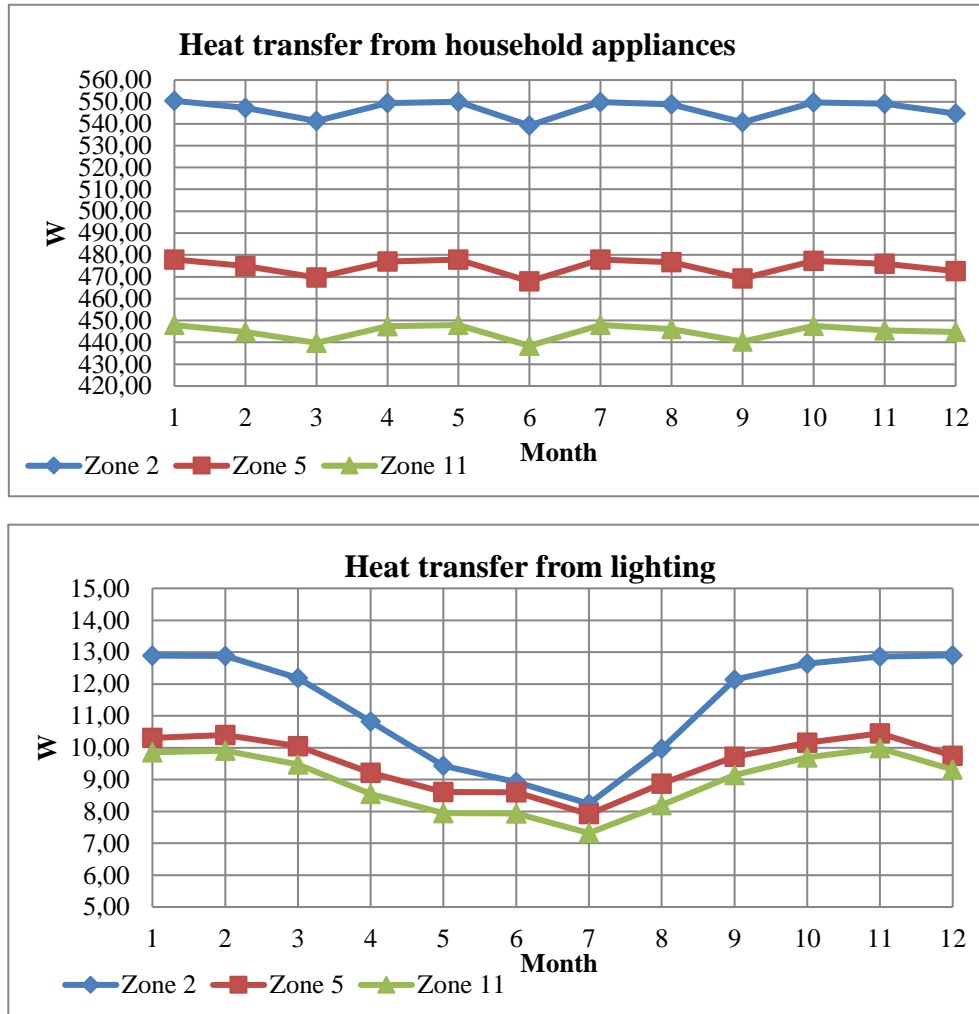 Heat transfer from household appliances
560,00
550,00
540,00
530,00
520,00
510,00
500,00
490,00
480,00
470,00
460,00
450,00
440,00
430,00
420,00
W
1 2 3 4 5 6 7 8 9 10 11 12
Month
Zone 2 Zone 5 Zone 11
Heat transfer from lighting
15,00
14,00
13,00
12,00
11,00
10,00
9,00
8,00
7,00
6,00
5,00
W
1 2 3 4 5 6 7 8 9 10 11 12
Month
Zone 2 Zone 5 Zone 11